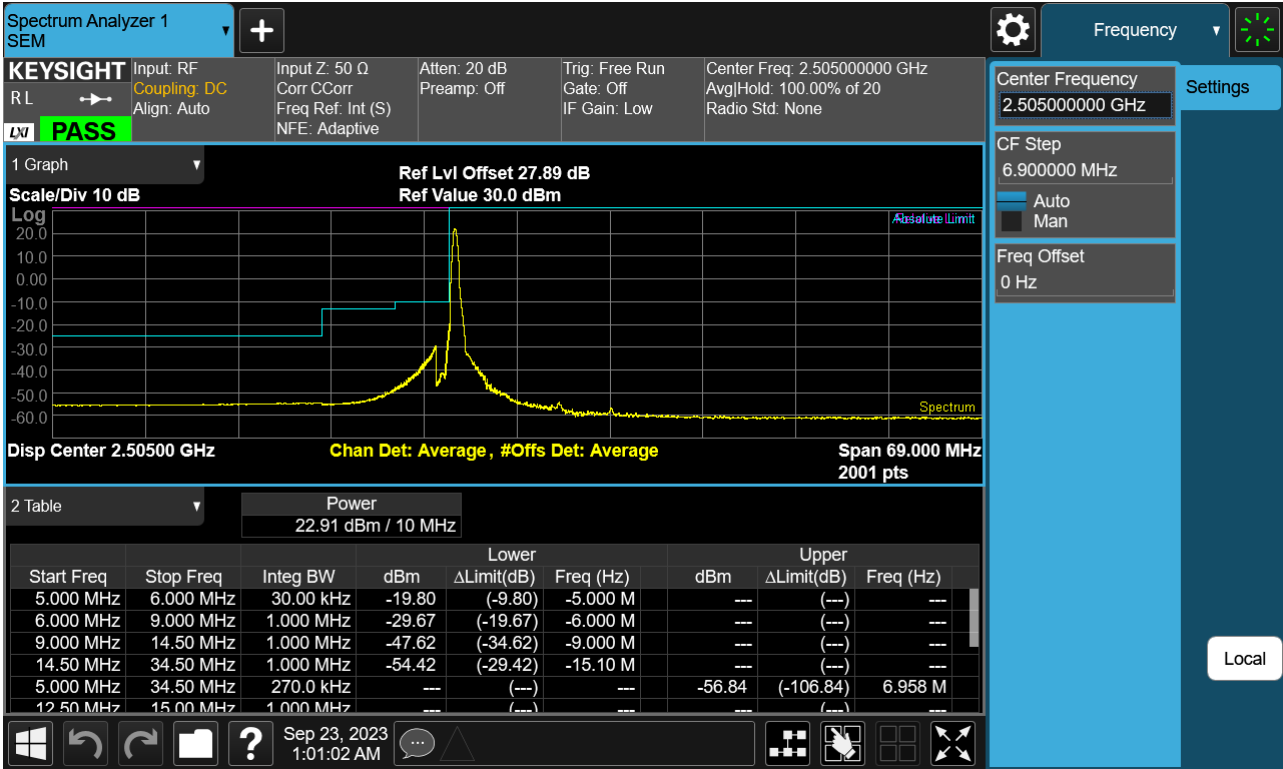 Spectrum Analyzer 1
SEM
Frequency
KEYSIGHT
R L
LXI PASS
Input: RF
Coupling: DC
Align: Auto
Input Z: 50 Ω
Corr CCorr
Freq Ref: Int (S)
NFE: Adaptive
Atten: 20 dB
Preamp: Off
Trig: Free Run
Gate: Off
IF Gain: Low
Center Freq: 2.505000000 GHz
Avg|Hold: 100.00% of 20
Radio Std: None
Center Frequency
2.505000000 GHz
Settings
CF Step
6.900000 MHz
Auto
Man
Freq Offset
0 Hz
1 Graph
Scale/Div 10 dB
Ref Lvl Offset 27.89 dB
Ref Value 30.0 dBm
Log
Absolute Limit
20.0
10.0
0.00
-10.0
-20.0
-30.0
-40.0
-50.0
-60.0
Spectrum
Disp Center 2.50500 GHz
Chan Det: Average , #Offs Det: Average
Span 69.000 MHz
2001 pts
2 Table
Power
22.91 dBm / 10 MHz
Lower Upper
Start Freq Stop Freq Integ BW dBm ΔLimit(dB) Freq (Hz) dBm ΔLimit(dB) Freq (Hz)
5.000 MHz 6.000 MHz 30.00 kHz -19.80 (-9.80) -5.000 M --- (---) ---
6.000 MHz 9.000 MHz 1.000 MHz -29.67 (-19.67) -6.000 M --- (---) ---
9.000 MHz 14.50 MHz 1.000 MHz -47.62 (-34.62) -9.000 M --- (---) ---
14.50 MHz 34.50 MHz 1.000 MHz -54.42 (-29.42) -15.10 M --- (---) ---
5.000 MHz 34.50 MHz 270.0 kHz --- (---) --- -56.84 (-106.84) 6.958 M
12.50 MHz 15.00 MHz 1.000 MHz --- (---) --- --- (---) ---
Local
?
Sep 23, 2023
1:01:02 AM